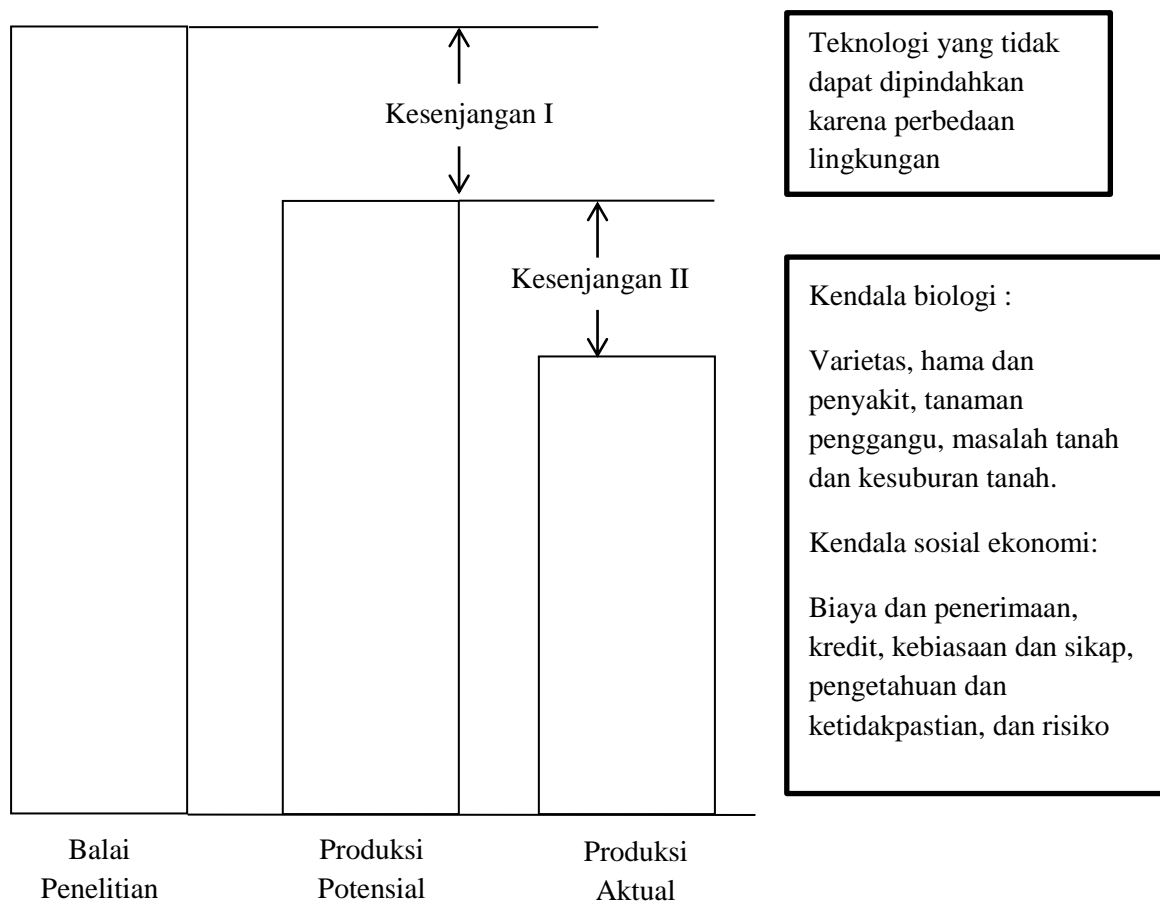 Kesenjangan I
Kesenjangan II
Balai
Penelitian
Produksi
Potensial
Produksi
Aktual
Teknologi yang tidak
dapat dipindahkan
karena perbedaan
lingkungan
Kendala biologi :
Varietas, hama dan
penyakit, tanaman
penggangu, masalah tanah
dan kesuburan tanah.
Kendala sosial ekonomi:
Biaya dan penerimaan,
kredit, kebiasaan dan sikap,
pengetahuan dan
ketidakpastian, dan risiko